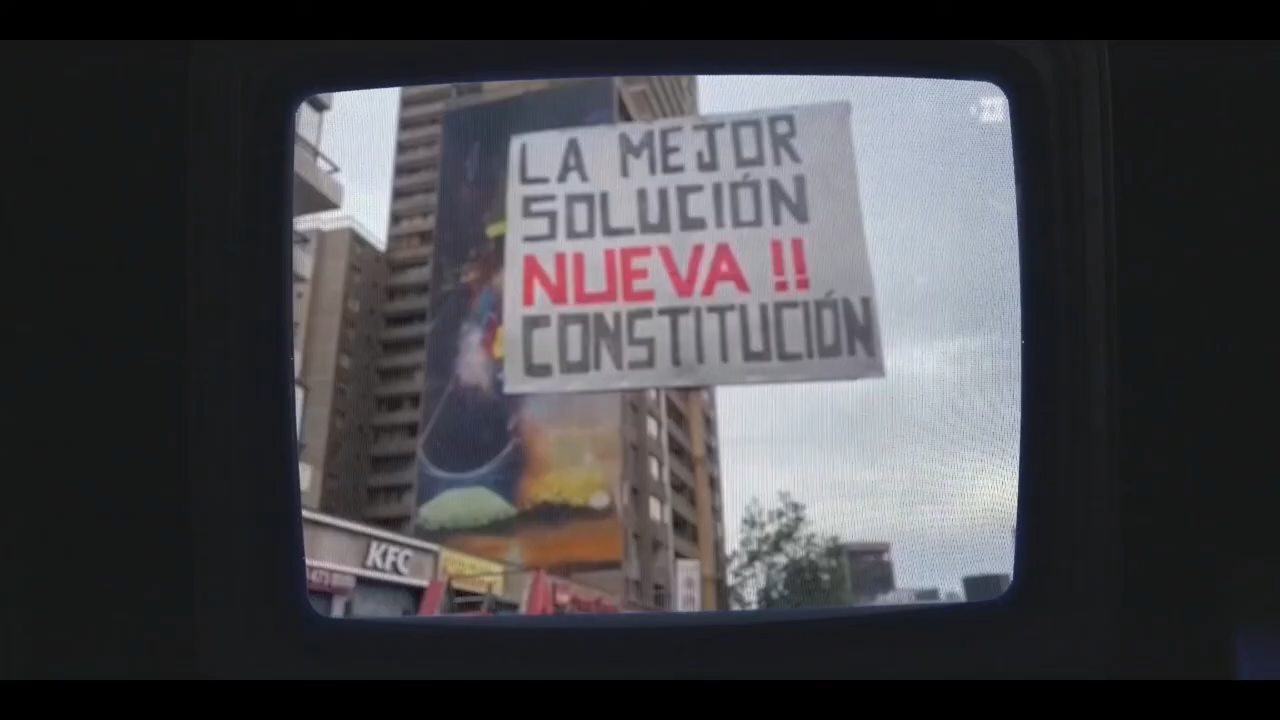 LA MEJOR
SOLUCIÓN
NUEVA !!
CONSTITUCIÓN
KFC